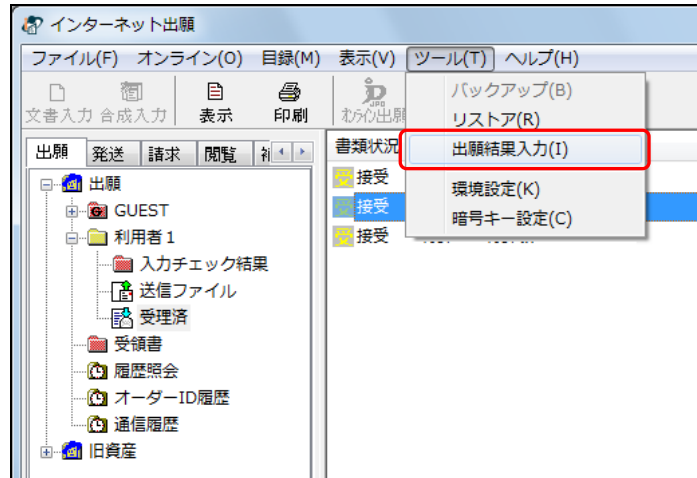 インターネット出願
ファイル(F) オンライン(O) 目録(M) 表示(V) ツール(T) ヘルプ(H)
文書入力 合成入力 表示 印刷
バックアップ(B)
リストア(R)
出願結果入力(I)
環境設定(K)
暗号キー設定(C)
出願 発送 請求 閲覧
書類状況
出願
GUEST
利用者1
入力チェック結果
送信ファイル
受理済
受領書
履歴照会
オーダーID履歴
通信履歴
旧資産
受 接受
受 接受
受 接受